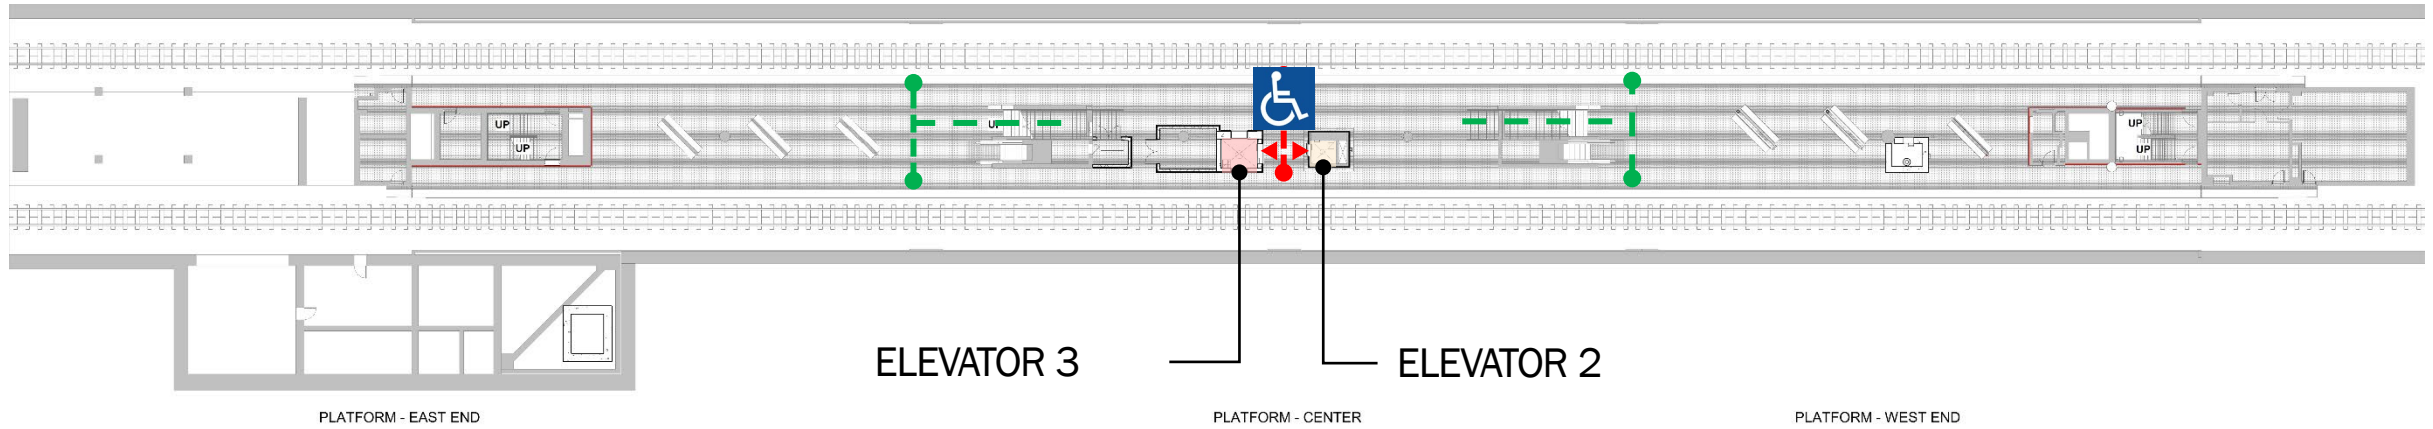 UP
UP
UP
UP
UP
ELEVATOR 3
ELEVATOR 2
PLATFORM - EAST END
PLATFORM - CENTER
PLATFORM - WEST END